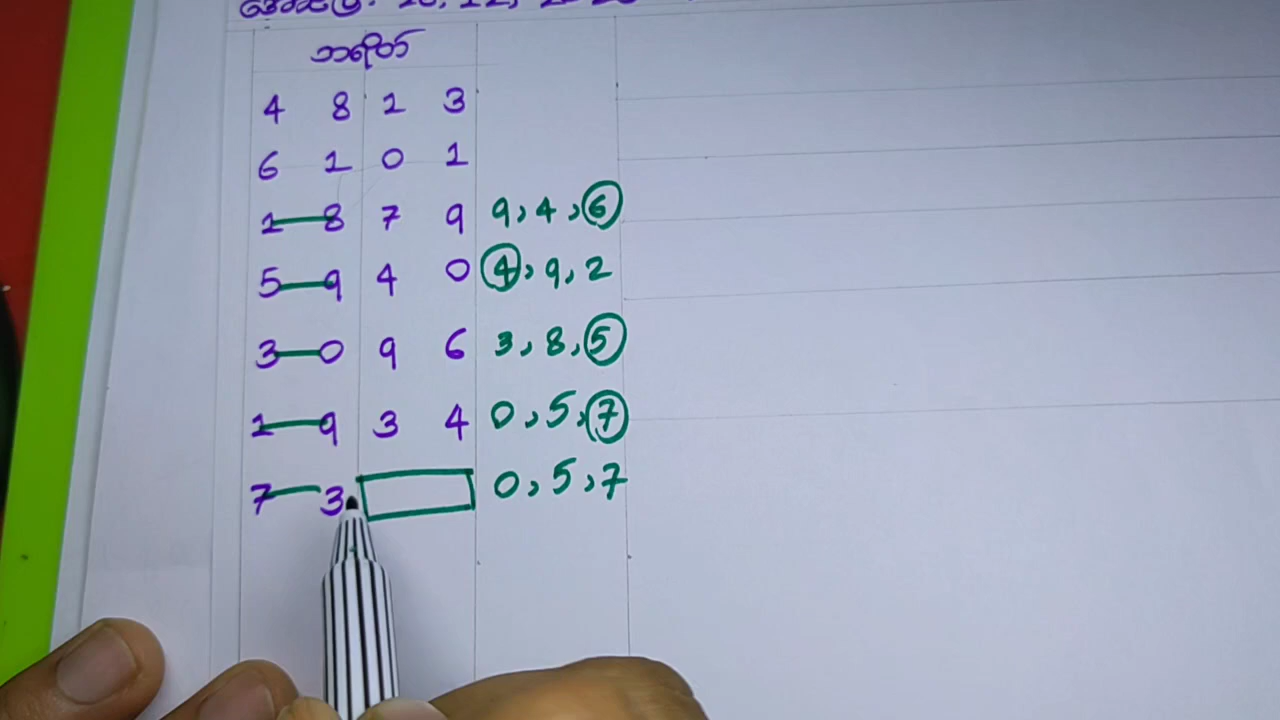 ဘရိတ်
4 8 1 3
6 1 0 1
1 8 7 9 9, 4, 6
5 9 4 0 4, 9, 2
3 0 9 6 3, 8, 5
1 9 3 4 0, 5, 7
7 3 0, 5, 7